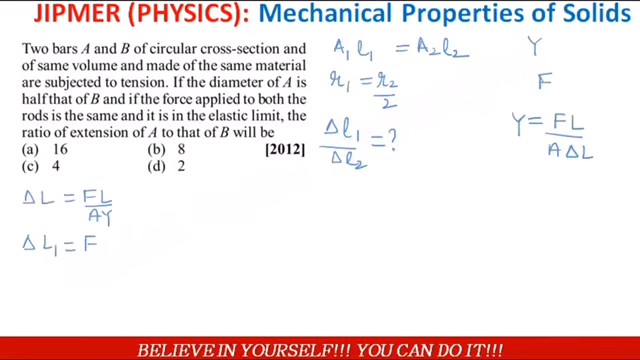 JIPMER (PHYSICS): Mechanical Properties of Solids
Two bars A and B of circular cross-section and
of same volume and made of the same material
are subjected to tension. If the diameter of A is
half that of B and if the force applied to both the
rods is the same and it is in the elastic limit, the
ratio of extension of A to that of B will be
(a) 16 (b) 8 [2012]
(c) 4 (d) 2
A₁ l₁ = A₂ l₂
r₁ = r₂/2
Δl₁/Δl₂ = ?
Y
F
Y = FL/AΔL
ΔL = FL/AY
ΔL₁ = F
BELIEVE IN YOURSELF!!! YOU CAN DO IT!!!